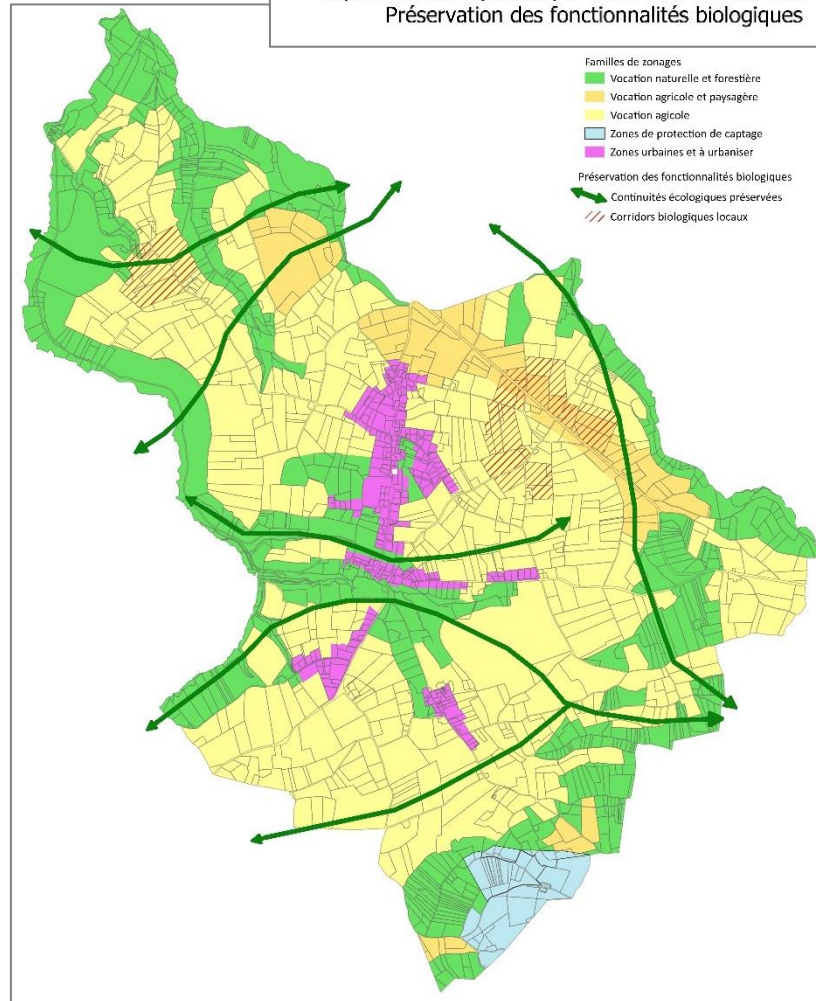 Préservation des fonctionnalités biologiques
Familles de zonages
Vocation naturelle et forestière
Vocation agricole et paysagère
Vocation agicole
Zones de protection de captage
Zones urbaines et à urbaniser
Préservation des fonctionnalités biologiques
Continuités écologiques préservées
Corridors biologiques locaux